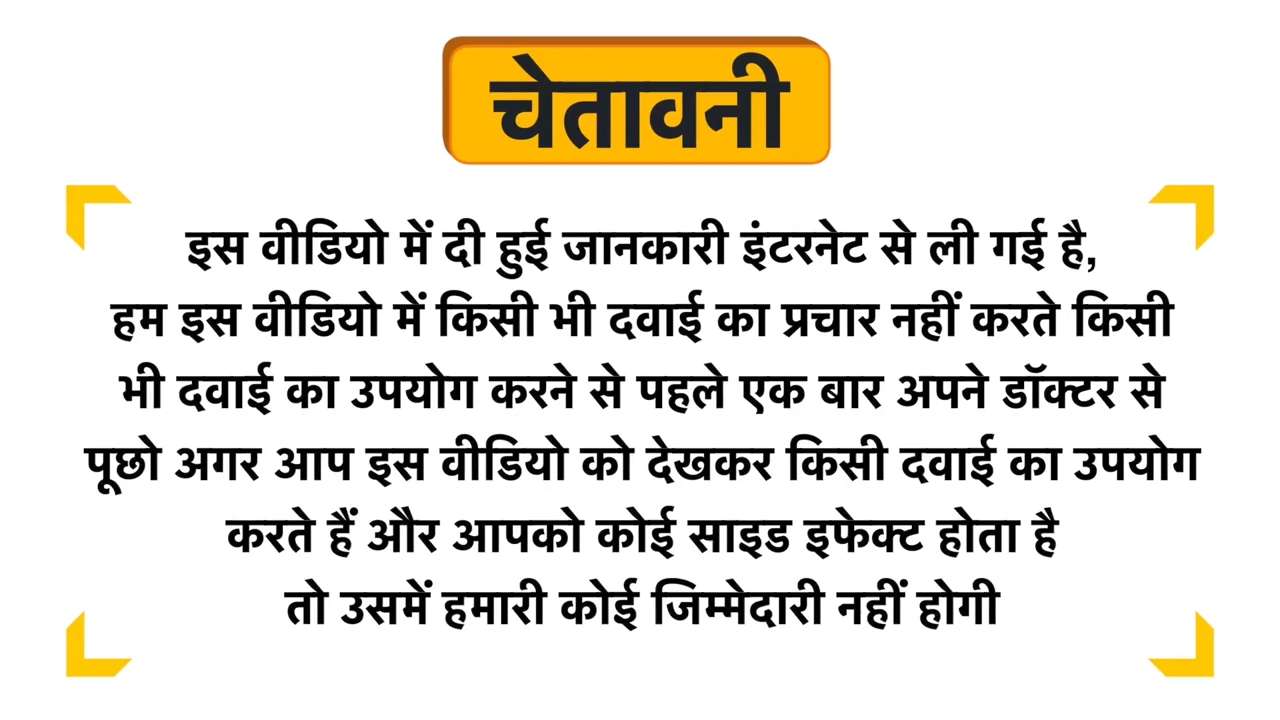 चेतावनी
इस वीडियो में दी हुई जानकारी इंटरनेट से ली गई है,
हम इस वीडियो में किसी भी दवाई का प्रचार नहीं करते किसी
भी दवाई का उपयोग करने से पहले एक बार अपने डॉक्टर से
पूछो अगर आप इस वीडियो को देखकर किसी दवाई का उपयोग
करते हैं और आपको कोई साइड इफेक्ट होता है
तो उसमें हमारी कोई जिम्मेदारी नहीं होगी